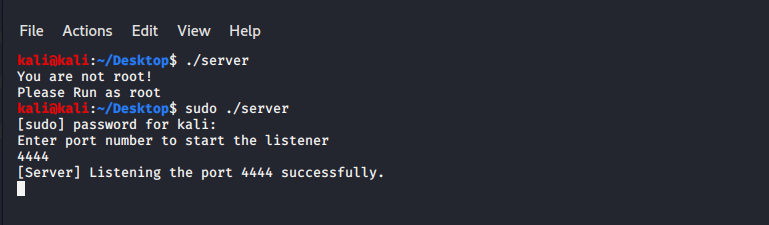 File Actions Edit View Help
kali@kali:~/Desktop$ ./server
You are not root!
Please Run as root
kali@kali:~/Desktop$ sudo ./server
[sudo] password for kali:
Enter port number to start the listener
4444
[Server] Listening the port 4444 successfully.